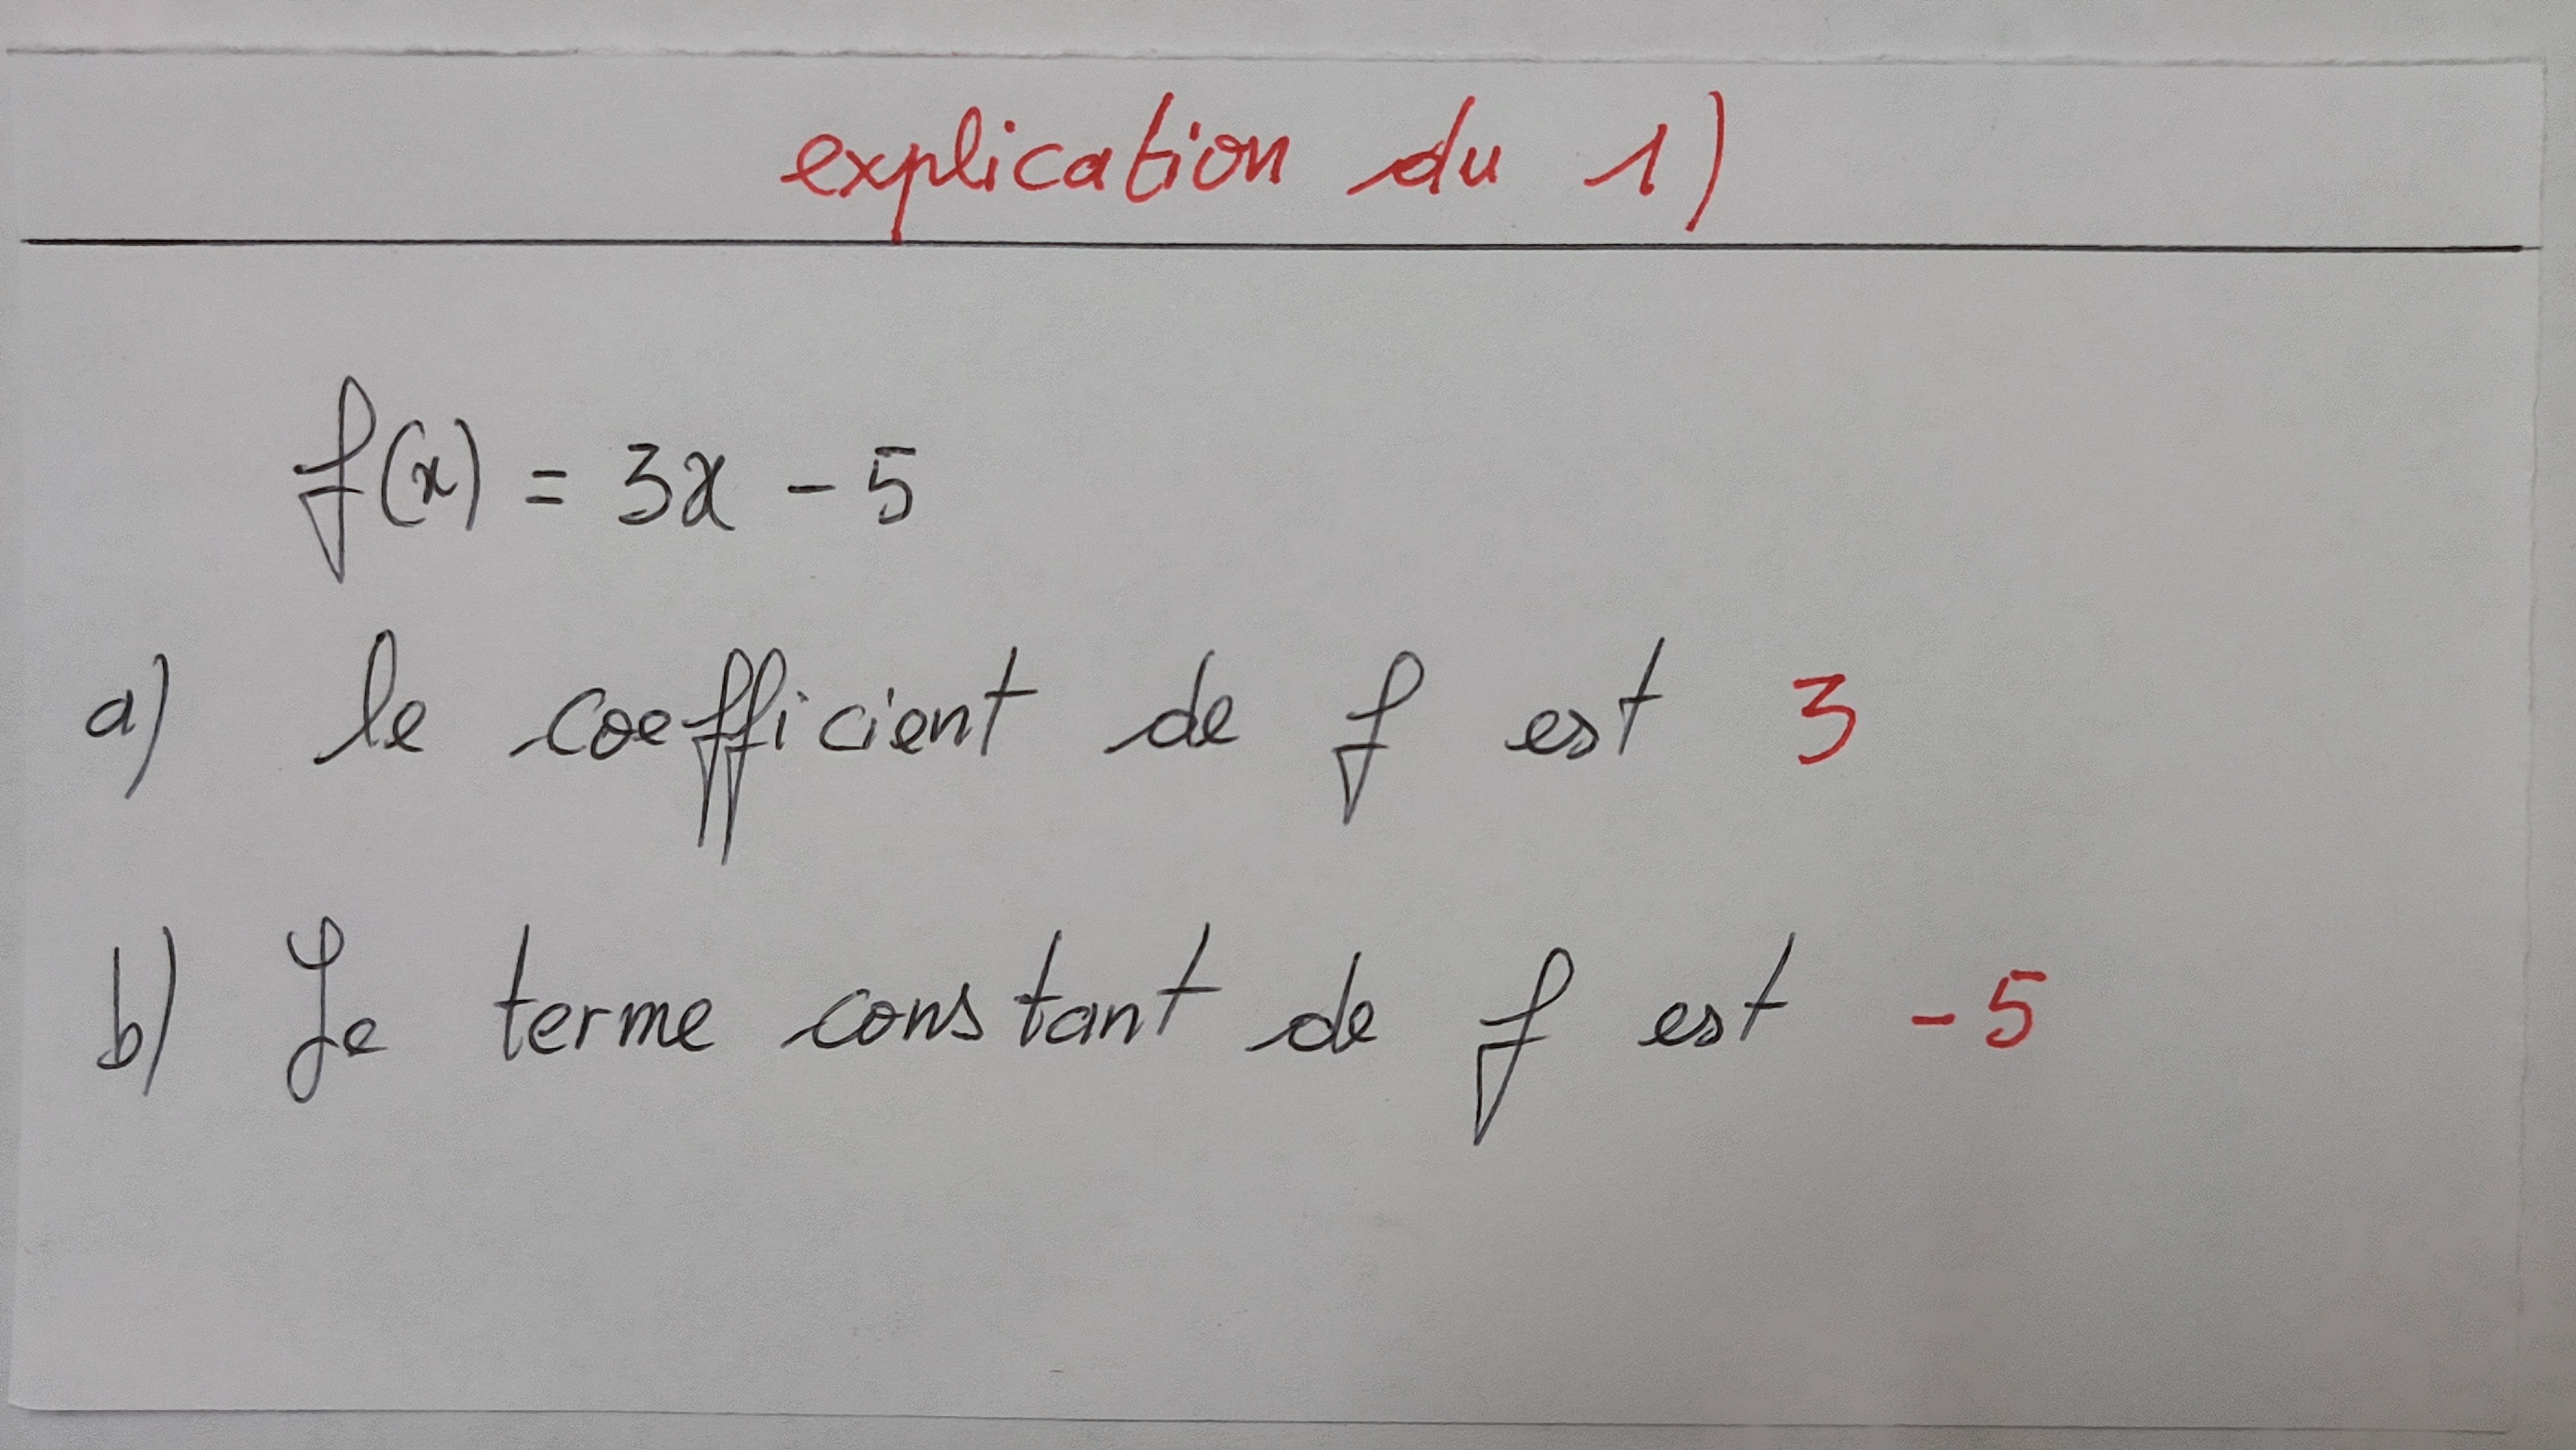 explication du 1)
f(x) = 3x - 5
a) le coefficient de f est 3
b) Le terme constant de f est -5